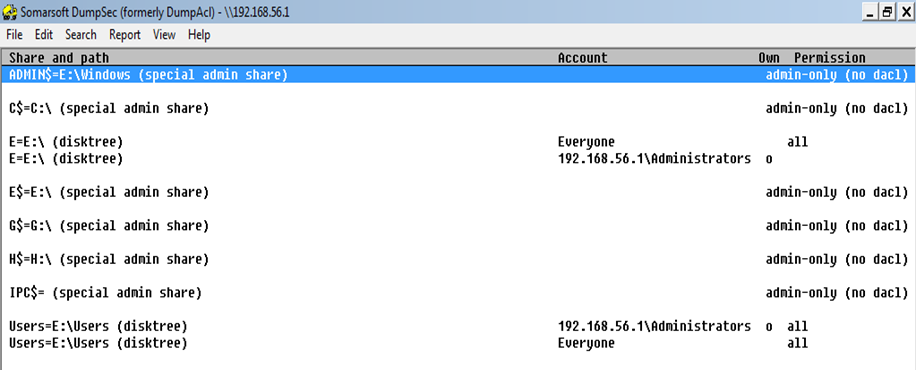 Somarsoft DumpSec (formerly DumpAcl) - \\192.168.56.1
File Edit Search Report View Help
Share and path Account Own Permission
ADMIN$=E:\Windows (special admin share) admin-only (no dacl)
C$=C:\ (special admin share) admin-only (no dacl)
E=E:\ (disktree) Everyone all
E=E:\ (disktree) 192.168.56.1\Administrators o
E$=E:\ (special admin share) admin-only (no dacl)
G$=G:\ (special admin share) admin-only (no dacl)
H$=H:\ (special admin share) admin-only (no dacl)
IPC$= (special admin share) admin-only (no dacl)
Users=E:\Users (disktree) 192.168.56.1\Administrators o all
Users=E:\Users (disktree) Everyone all